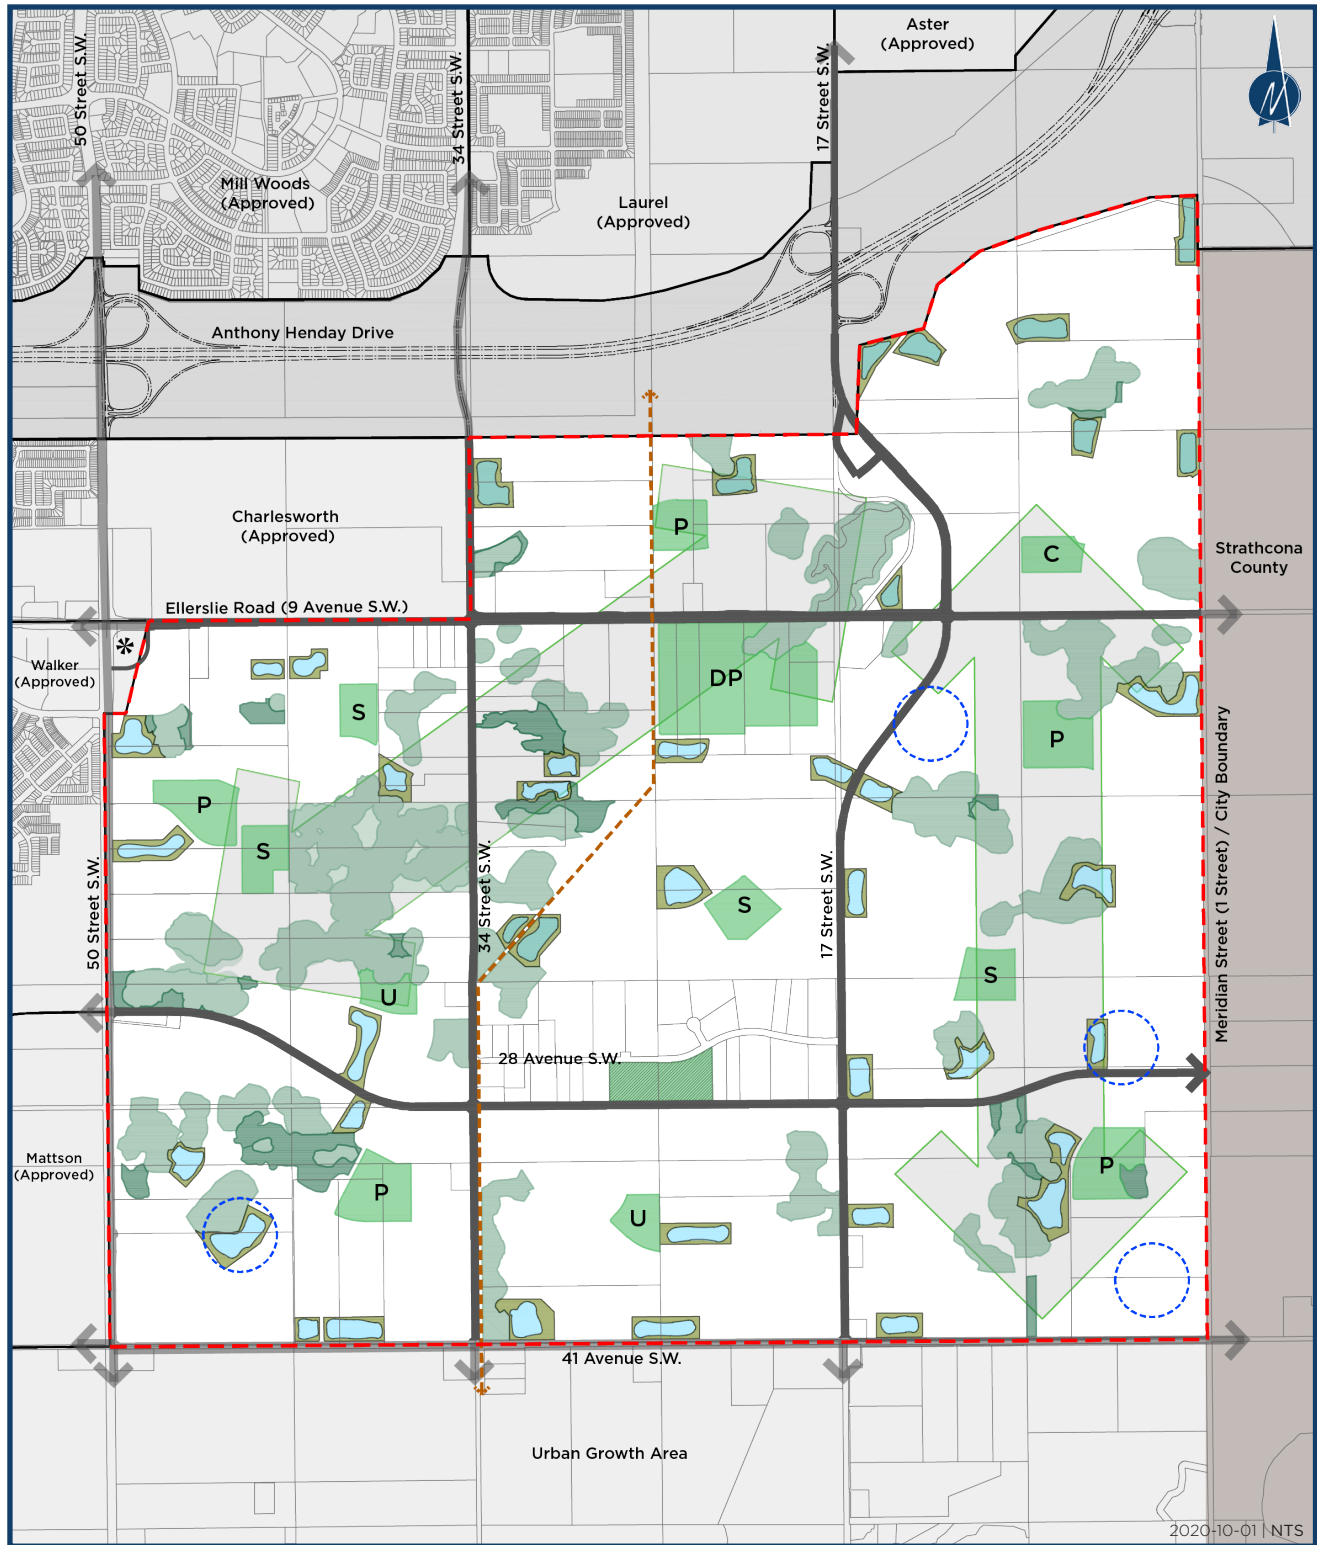 Aster
(Approved)
50 Street S.W.
34 Street S.W.
17 Street S.W.
Mill Woods
(Approved)
Laurel
(Approved)
Anthony Henday Drive
Charlesworth
(Approved)
P
C
Strathcona
County
Ellerslie Road (9 Avenue S.W.)
*
Walker
(Approved)
DP
S
P
P
S
50 Street S.W.
34 Street S.W.
S
17 Street S.W.
Meridian Street (1 Street) / City Boundary
S
U
28 Avenue S.W.
Mattson
(Approved)
P
P
U
41 Avenue S.W.
Urban Growth Area
2020-10-01 | NTS